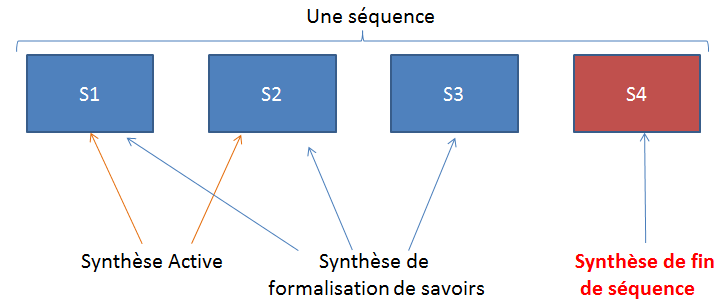 Une séquence
S1
S2
S3
S4
Synthèse Active
Synthèse de
formalisation de savoirs
Synthèse de fin
de séquence